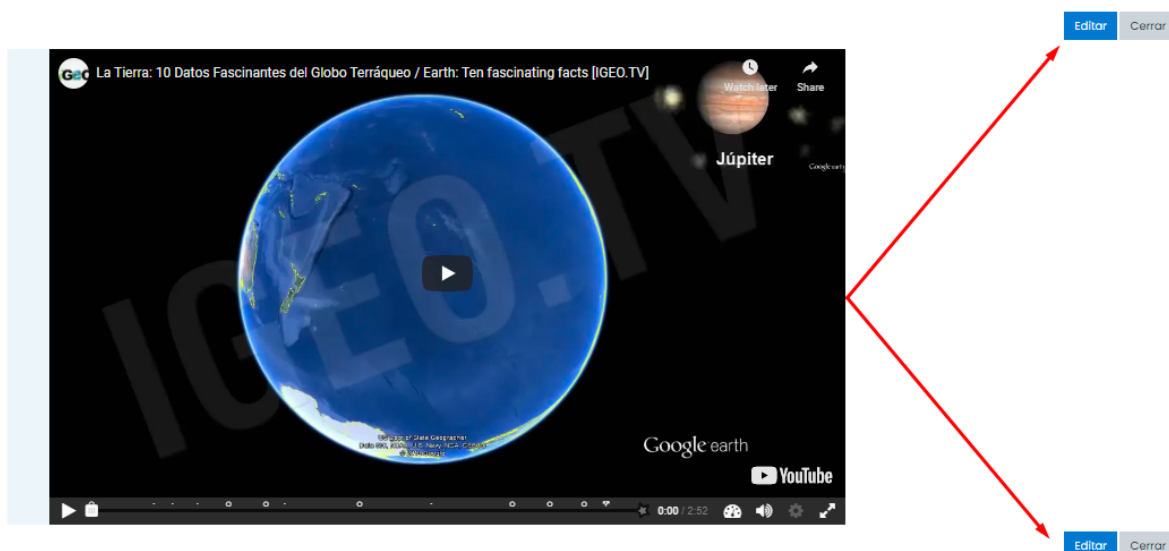 Editar Cerrar
Geo La Tierra: 10 Datos Fascinantes del Globo Terráqueo / Earth: Ten fascinating facts [IGEO.TV]
Watch later Share
Júpiter
IGEO.TV
Google earth
YouTube
0:00 / 2:52
Editar Cerrar